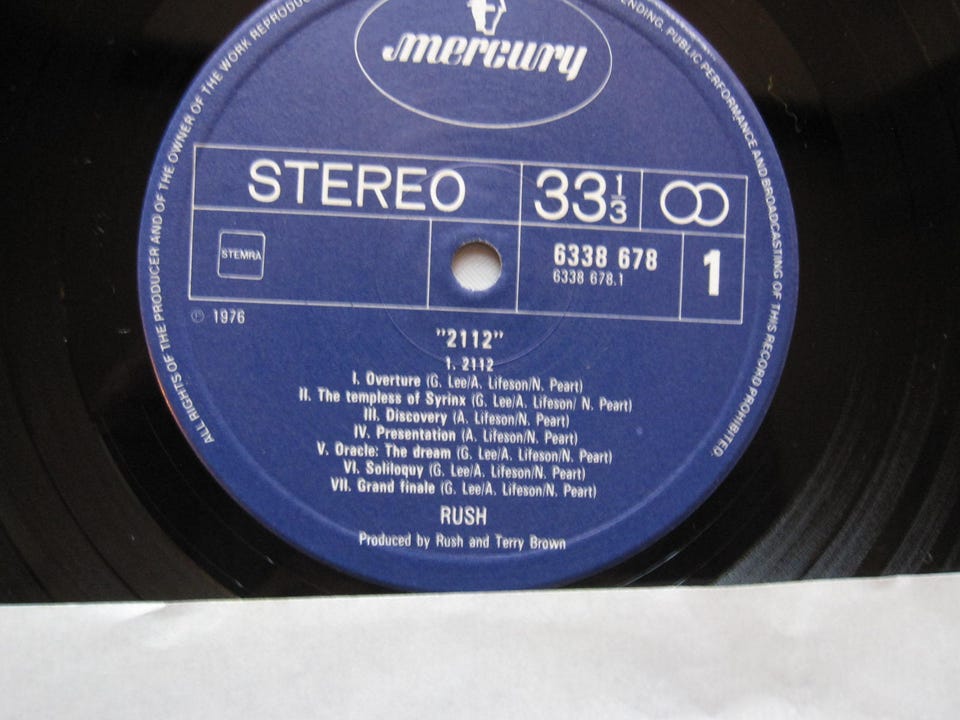 mercury
STEREO
33 1/3
STEMRA
6338 678
6338 678.1
1
℗ 1976
"2112"
1. 2112
I. Overture (G. Lee/A. Lifeson/N. Peart)
II. The templess of Syrinx (G. Lee/A. Lifeson/ N. Peart)
III. Discovery (A. Lifeson/N. Peart)
IV. Presentation (A. Lifeson/N. Peart)
V. Oracle: The dream (G. Lee/A. Lifeson/N. Peart)
VI. Soliloquy (G. Lee/A. Lifeson/N. Peart)
VII. Grand finale (G. Lee/A. Lifeson/N. Peart)
RUSH
Produced by Rush and Terry Brown
ALL RIGHTS OF THE PRODUCER AND OF THE OWNER OF THE WORK
PUBLIC PERFORMANCE AND BROADCASTING OF THIS RECORD PROHIBITED.